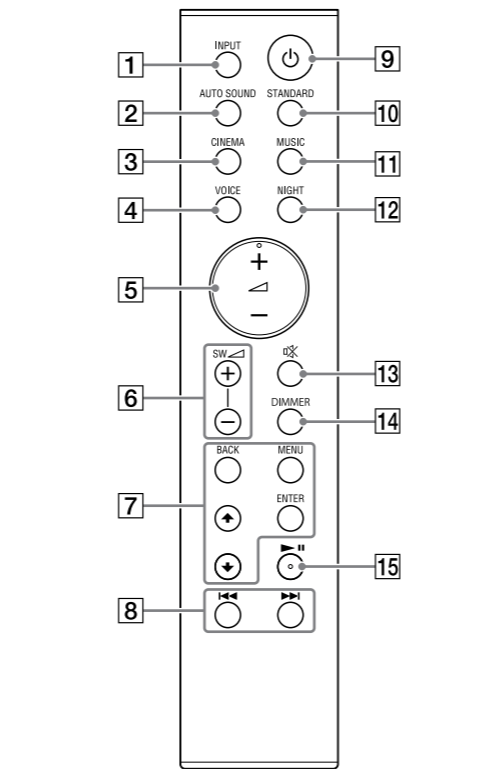 INPUT
1
9
AUTO SOUND STANDARD
2
10
CINEMA MUSIC
3
11
VOICE NIGHT
4
12
+
5
−
SW
+
13
6
DIMMER
−
14
BACK MENU
7
ENTER
15
8